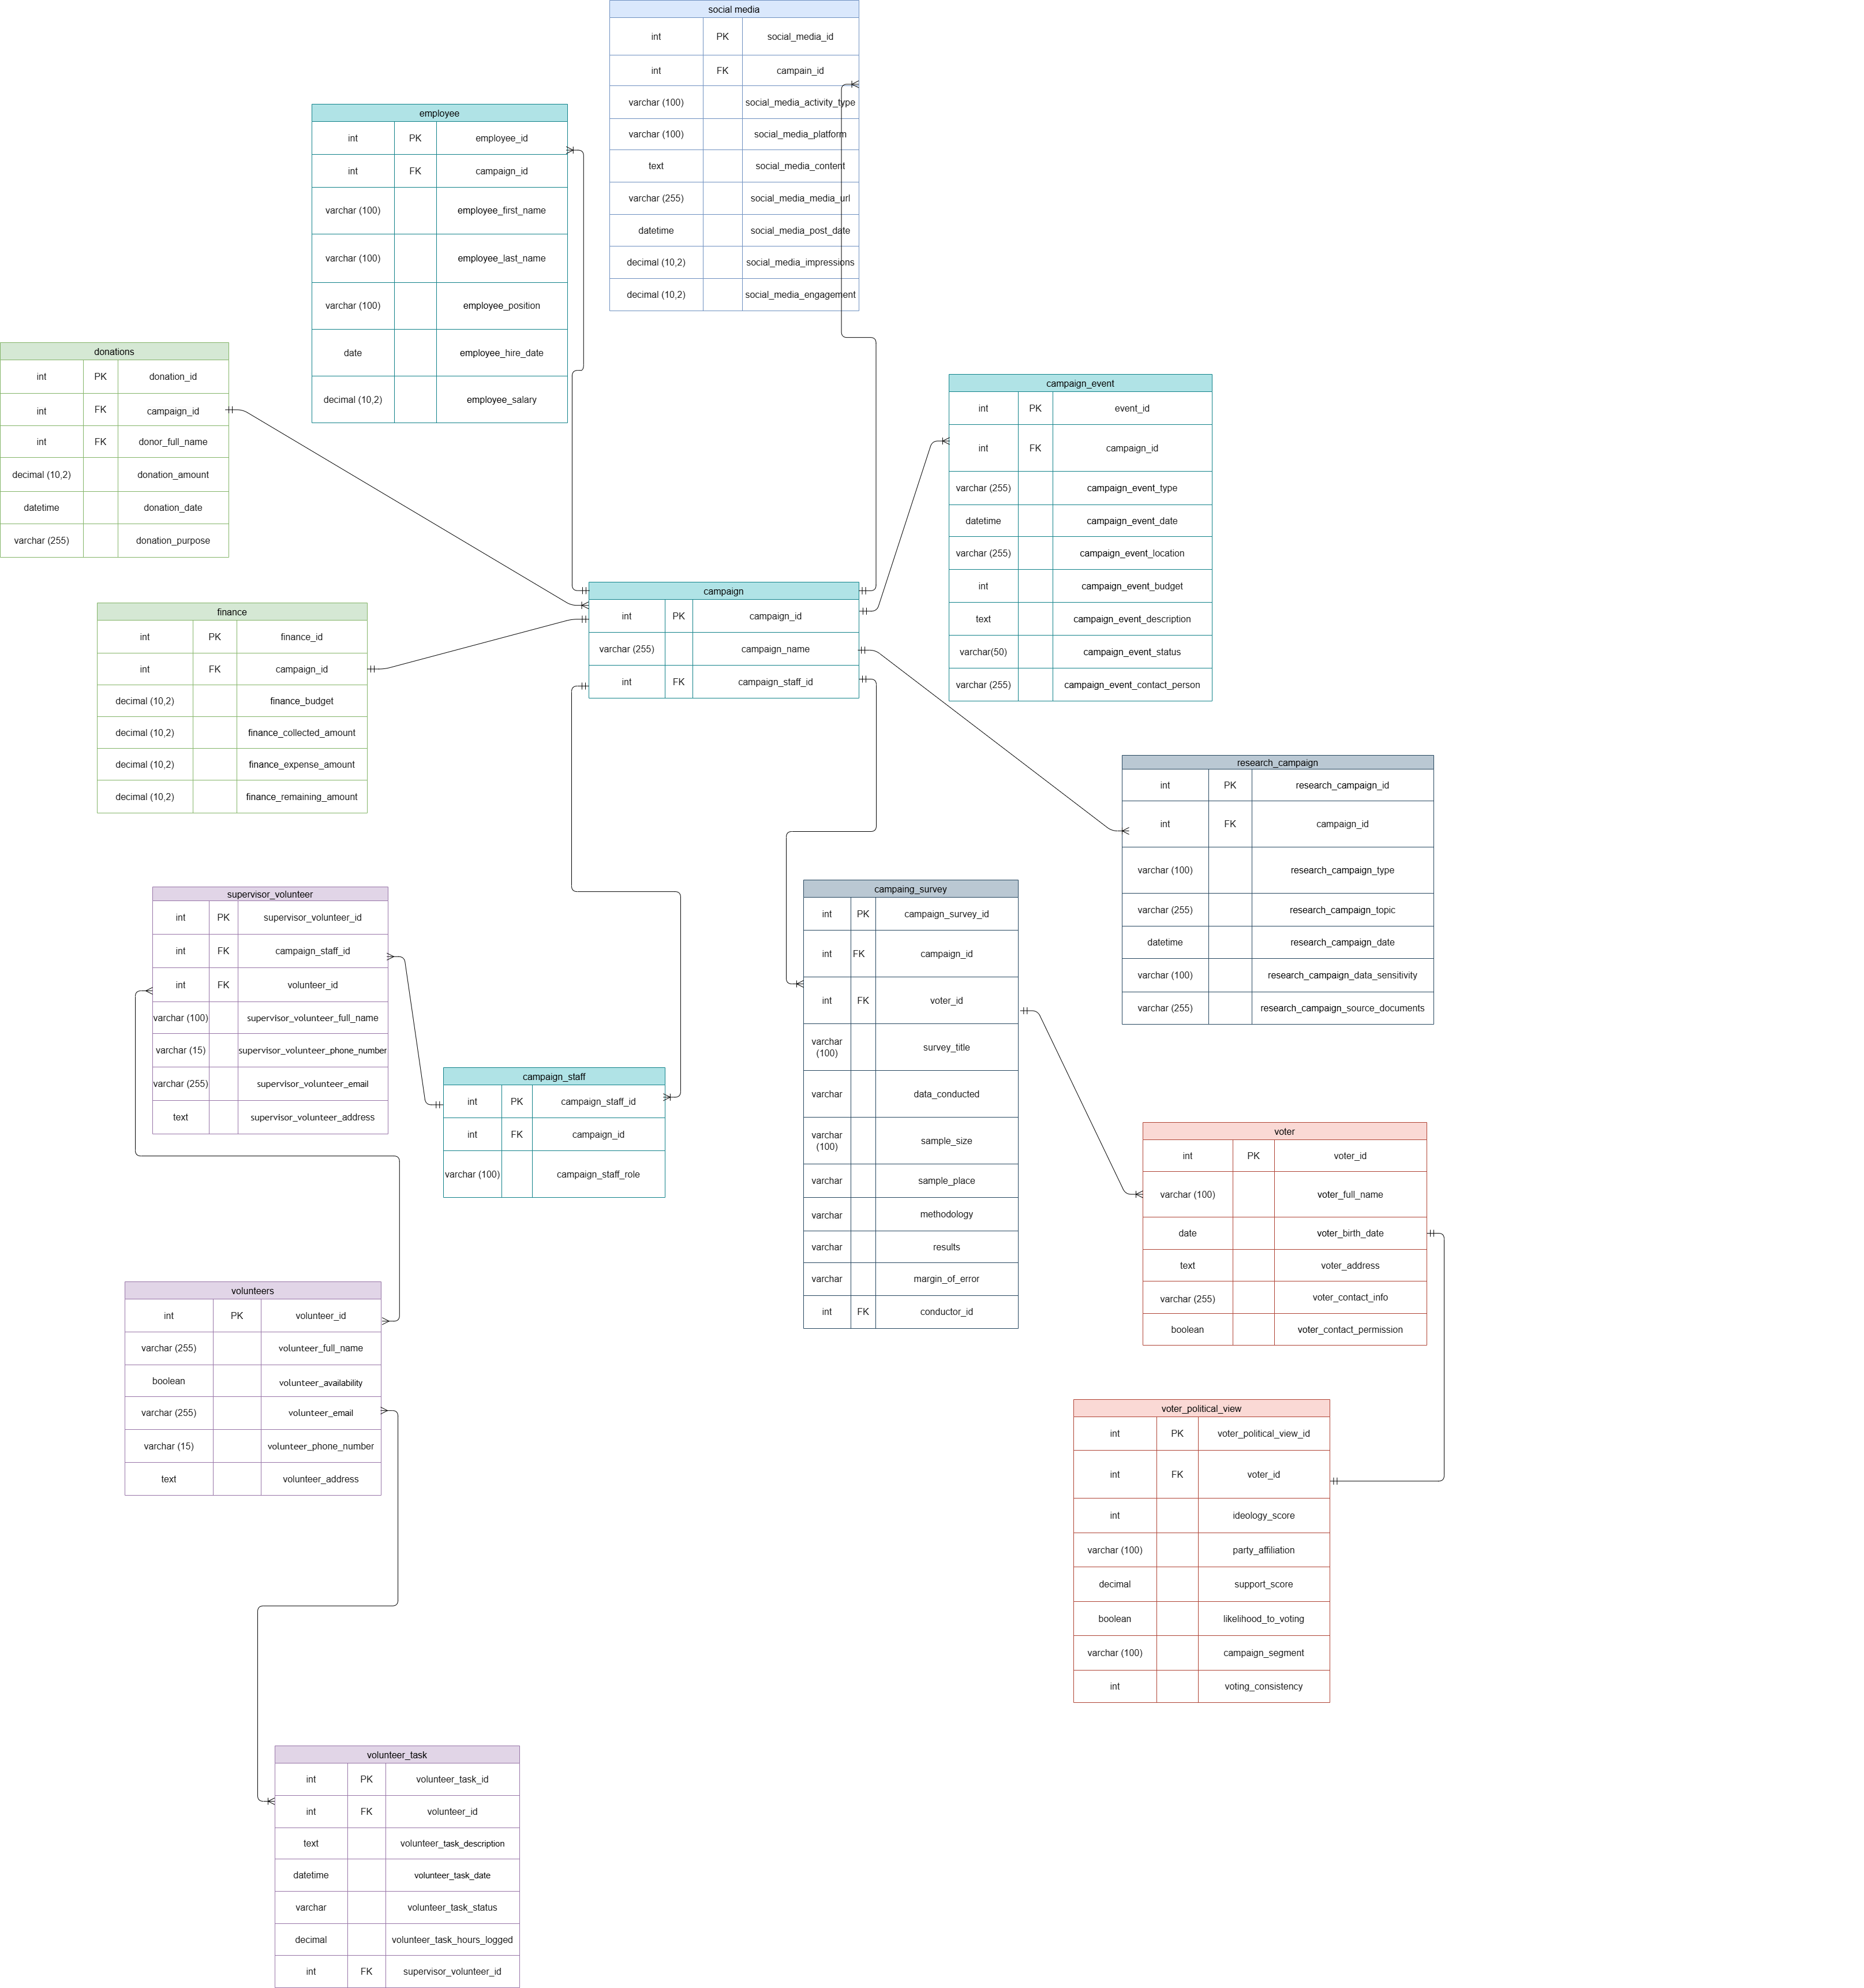 social media
int PK social_media_id
int FK campain_id
varchar (100) social_media_activity_type
varchar (100) social_media_platform
text social_media_content
varchar (255) social_media_media_url
datetime social_media_post_date
decimal (10,2) social_media_impressions
decimal (10,2) social_media_engagement
employee
int PK employee_id
int FK campaign_id
varchar (100) employee_first_name
varchar (100) employee_last_name
varchar (100) employee_position
date employee_hire_date
decimal (10,2) employee_salary
donations
int PK donation_id
int FK campaign_id
int FK donor_full_name
decimal (10,2) donation_amount
datetime donation_date
varchar (255) donation_purpose
campaign_event
int PK event_id
int FK campaign_id
varchar (255) campaign_event_type
datetime campaign_event_date
varchar (255) campaign_event_location
int campaign_event_budget
text campaign_event_description
varchar(50) campaign_event_status
varchar (255) campaign_event_contact_person
campaign
int PK campaign_id
varchar (255) campaign_name
int FK campaign_staff_id
finance
int PK finance_id
int FK campaign_id
decimal (10,2) finance_budget
decimal (10,2) finance_collected_amount
decimal (10,2) finance_expense_amount
decimal (10,2) finance_remaining_amount
research_campaign
int PK research_campaign_id
int FK campaign_id
varchar (100) research_campaign_type
varchar (255) research_campaign_topic
datetime research_campaign_date
varchar (100) research_campaign_data_sensitivity
varchar (255) research_campaign_source_documents
supervisor_volunteer
int PK supervisor_volunteer_id
int FK campaign_staff_id
int FK volunteer_id
varchar (100) supervisor_volunteer_full_name
varchar (15) supervisor_volunteer_phone_number
varchar (255) supervisor_volunteer_email
text supervisor_volunteer_address
campaing_survey
int PK campaign_survey_id
int FK campaign_id
int FK voter_id
varchar
(100) survey_title
varchar data_conducted
varchar
(100) sample_size
varchar sample_place
varchar methodology
varchar results
varchar margin_of_error
int FK conductor_id
campaign_staff
int PK campaign_staff_id
int FK campaign_id
varchar (100) campaign_staff_role
voter
int PK voter_id
varchar (100) voter_full_name
date voter_birth_date
text voter_address
varchar (255) voter_contact_info
boolean voter_contact_permission
volunteers
int PK volunteer_id
varchar (255) volunteer_full_name
boolean volunteer_availability
varchar (255) volunteer_email
varchar (15) volunteer_phone_number
text volunteer_address
voter_political_view
int PK voter_political_view_id
int FK voter_id
int ideology_score
varchar (100) party_affiliation
decimal support_score
boolean likelihood_to_voting
varchar (100) campaign_segment
int voting_consistency
volunteer_task
int PK volunteer_task_id
int FK volunteer_id
text volunteer_task_description
datetime volunteer_task_date
varchar volunteer_task_status
decimal volunteer_task_hours_logged
int FK supervisor_volunteer_id